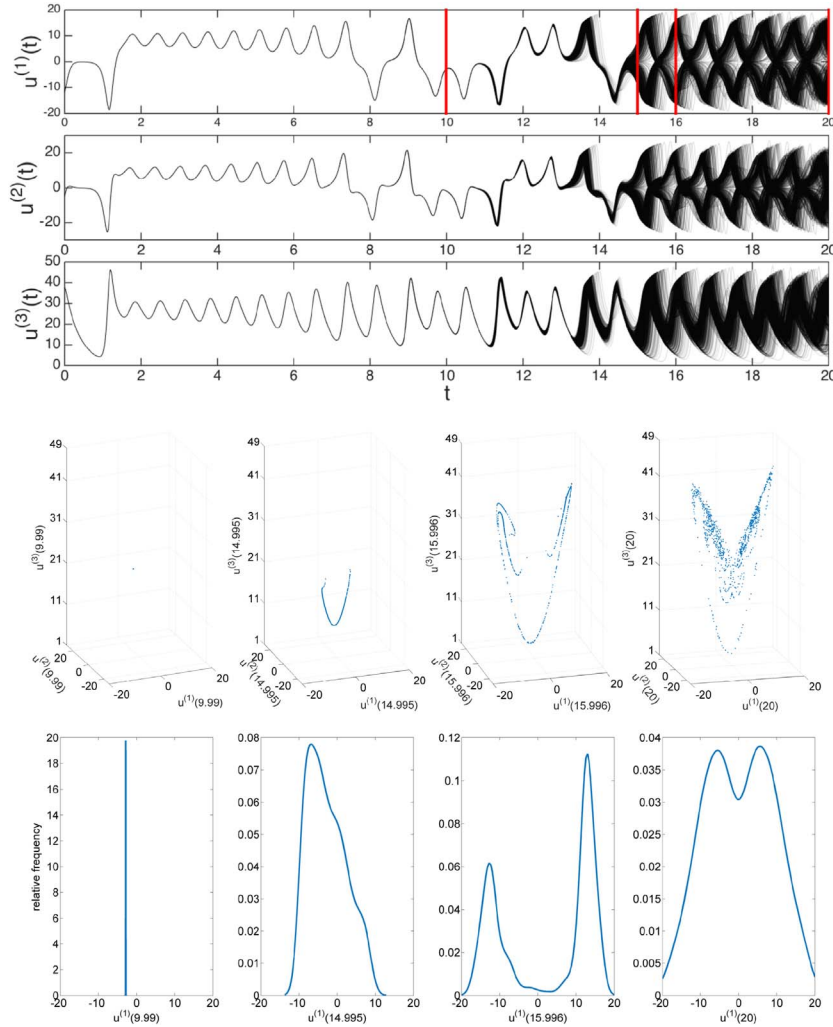 20
10
0
-10
-20
u(1)(t)
0 2 4 6 8 10 12 14 16 18 20
20
0
-20
u(2)(t)
0 2 4 6 8 10 12 14 16 18 20
50
40
30
20
10
0
u(3)(t)
0 2 4 6 8 10 12 14 16 18 20
t
49
41
31
21
11
1
u(3)(9.99)
20
0
-20
u(2)(9.99)
-20 0 20
u(1)(9.99)
49
41
31
21
11
1
u(3)(14.995)
20
0
-20
u(2)(14.995)
-20 0 20
u(1)(14.995)
49
41
31
21
11
1
u(3)(15.996)
20
0
-20
u(2)(15.996)
-20 0 20
u(1)(15.996)
49
41
31
21
11
1
u(3)(20)
20
0
-20
u(2)(20)
-20 0 20
u(1)(20)
20
18
16
14
12
10
8
6
4
2
0
relative frequency
-20 -10 0 10 20
u(1)(9.99)
0.08
0.07
0.06
0.05
0.04
0.03
0.02
0.01
0
-20 -10 0 10 20
u(1)(14.995)
0.12
0.1
0.08
0.06
0.04
0.02
0
-20 -10 0 10 20
u(1)(15.996)
0.04
0.035
0.03
0.025
0.02
0.015
0.01
0.005
0
-20 -10 0 10 20
u(1)(20)